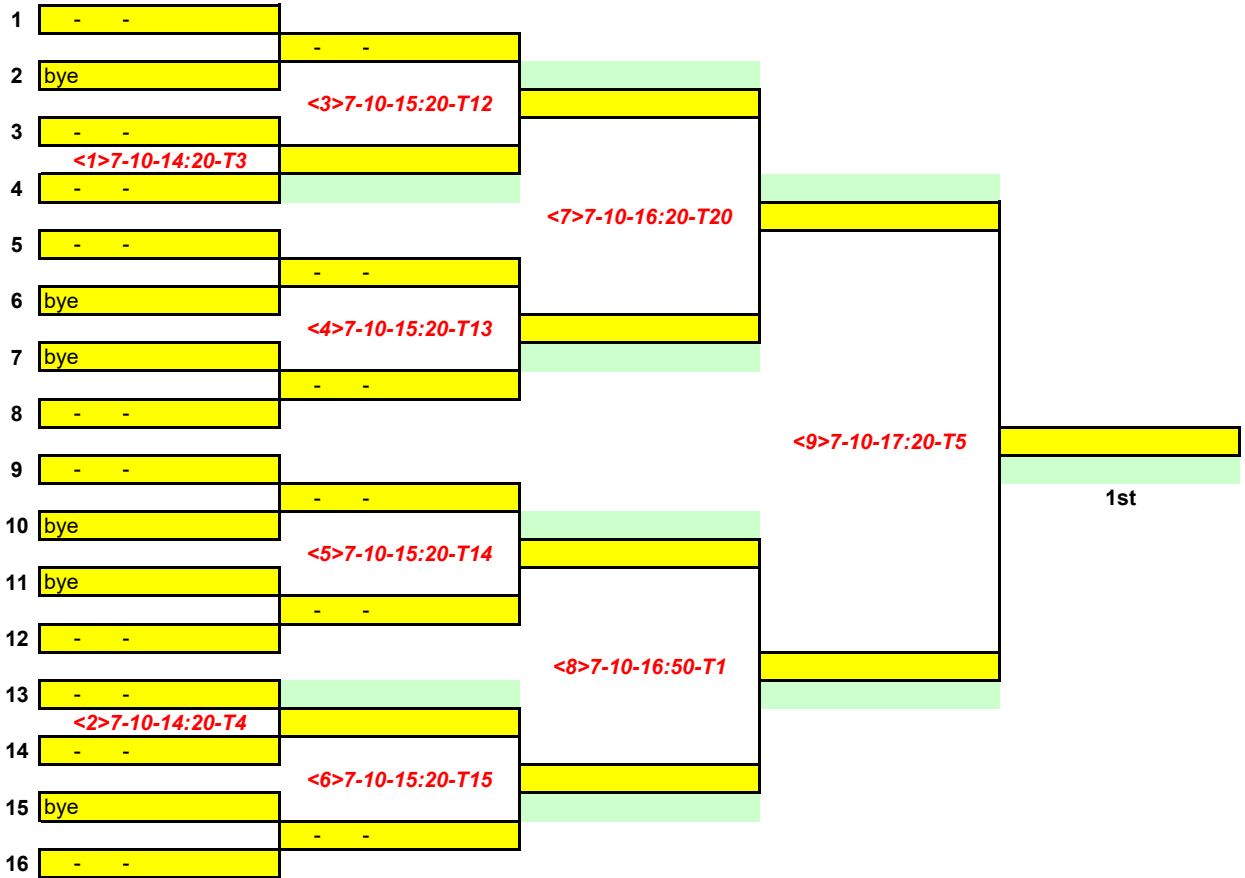 1 - -
- -
2 bye
<3>7-10-15:20-T12
3 - -
<1>7-10-14:20-T3
4 - -
<7>7-10-16:20-T20
5 - -
- -
6 bye
<4>7-10-15:20-T13
7 bye
- -
8 - -
<9>7-10-17:20-T5
9 - -
- -
1st
10 bye
<5>7-10-15:20-T14
11 bye
- -
12 - -
<8>7-10-16:50-T1
13 - -
<2>7-10-14:20-T4
14 - -
<6>7-10-15:20-T15
15 bye
- -
16 - -